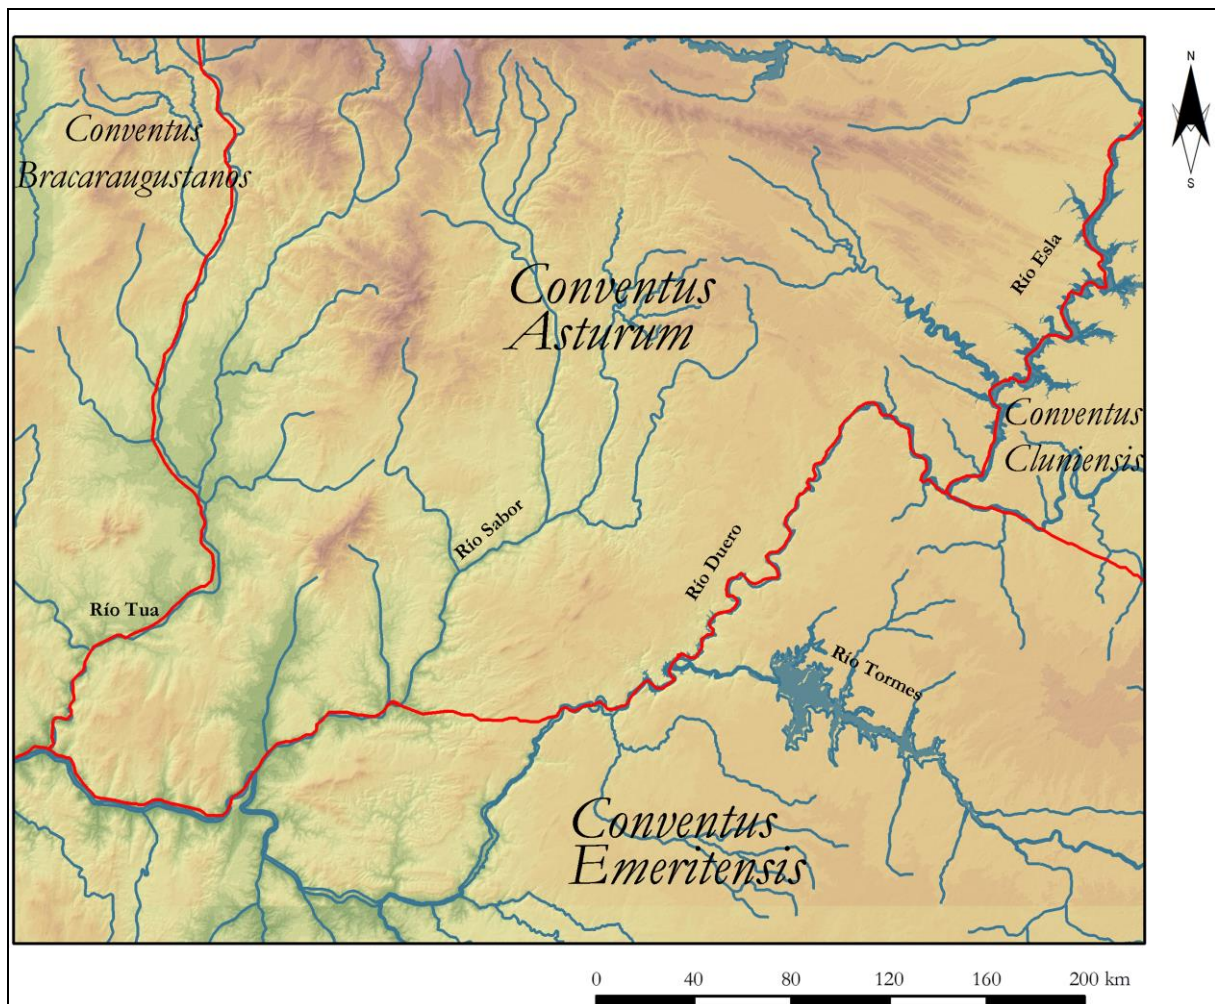 N
S
Conventus
Bracaraugustanos
Río Esla
Conventus
Asturum
Conventus
Cluniensis
Río Sabor
Río Duero
Río Tua
Río Tormes
Conventus
Emeritensis
0 40 80 120 160 200 km